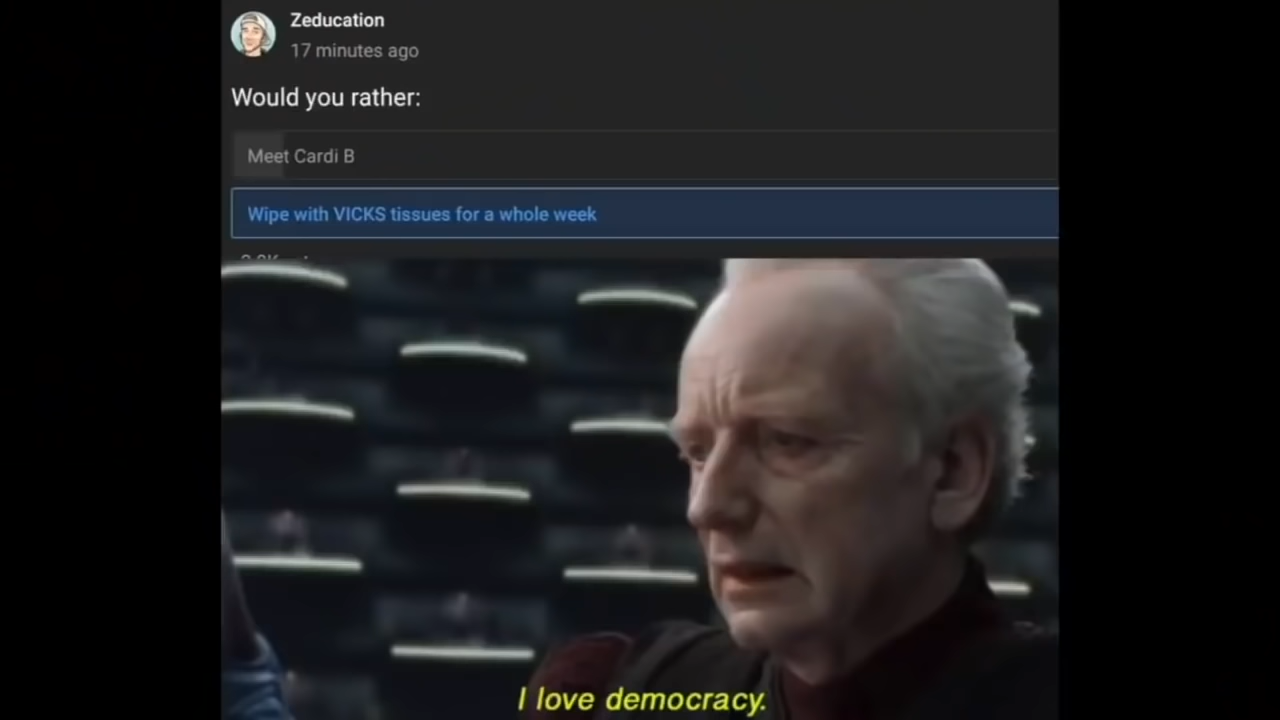 Zeducation
17 minutes ago
Would you rather:
Meet Cardi B
Wipe with VICKS tissues for a whole week
I love democracy.